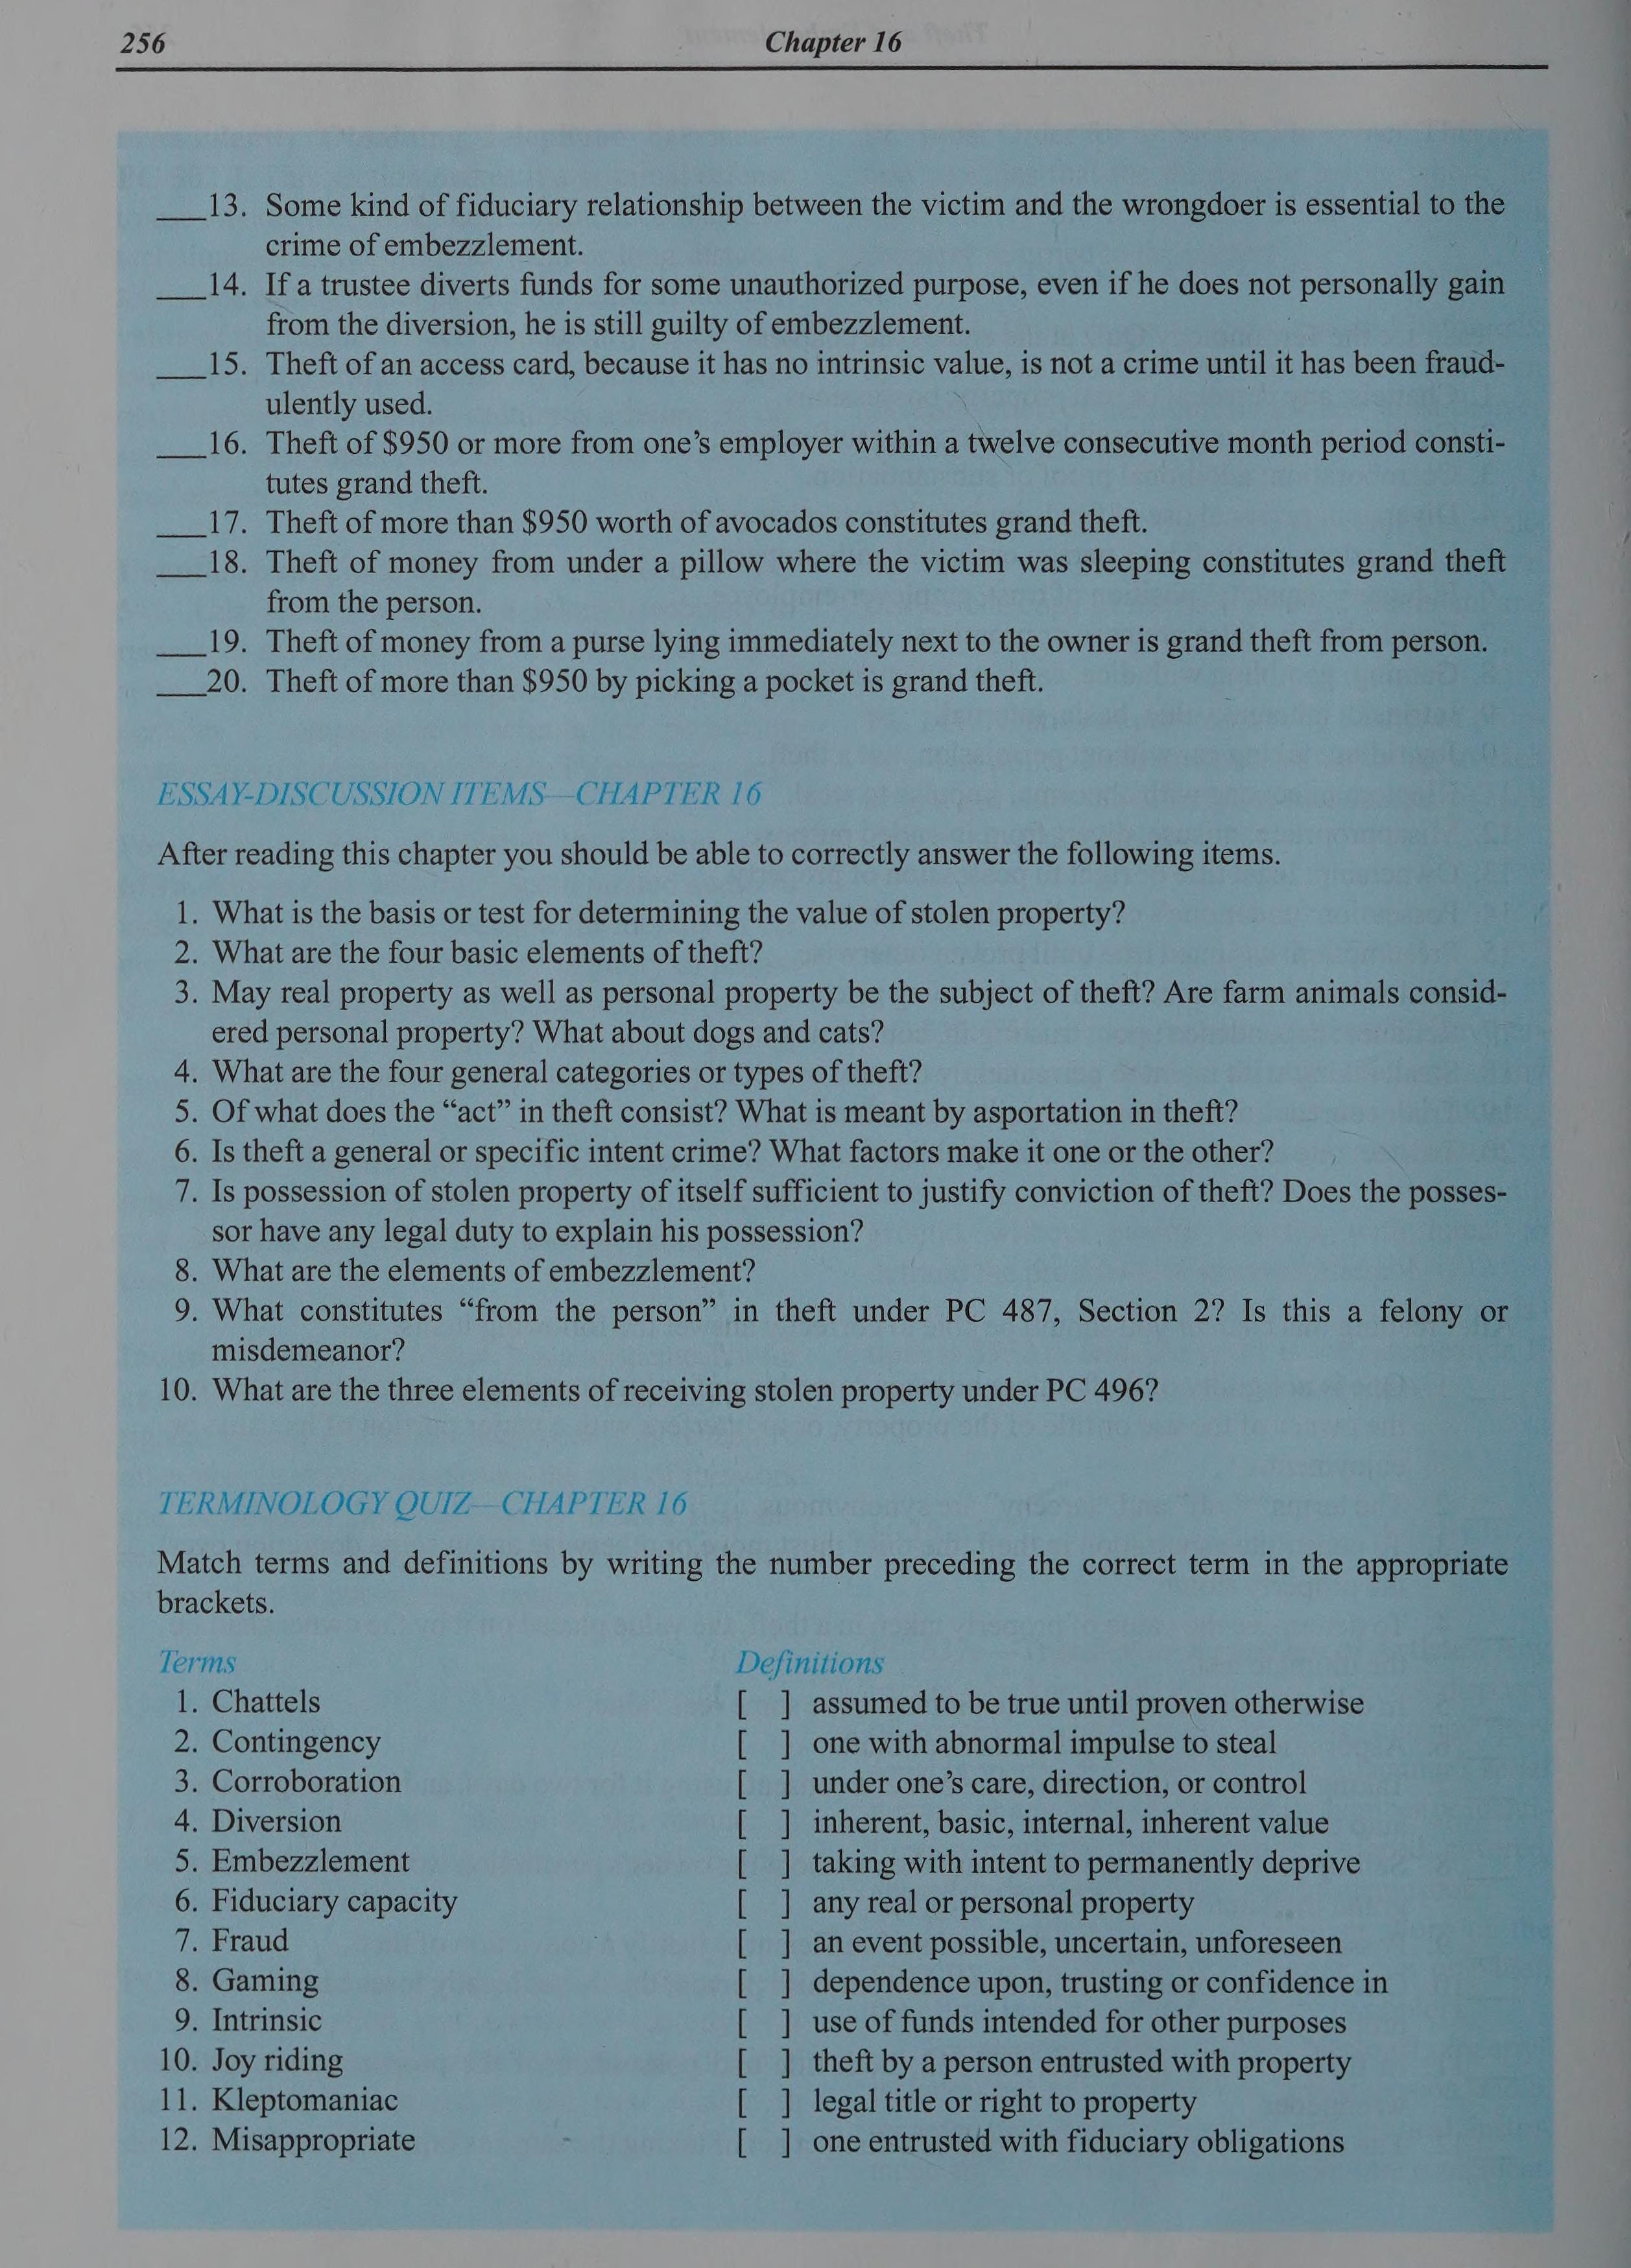 256
Chapter 16
___13. Some kind of fiduciary relationship between the victim and the wrongdoer is essential to the
crime of embezzlement.
___14. If a trustee diverts funds for some unauthorized purpose, even if he does not personally gain
from the diversion, he is still guilty of embezzlement.
___15. Theft of an access card, because it has no intrinsic value, is not a crime until it has been fraud-
ulently used.
___16. Theft of $950 or more from one's employer within a twelve consecutive month period consti-
tutes grand theft.
___17. Theft of more than $950 worth of avocados constitutes grand theft.
___18. Theft of money from under a pillow where the victim was sleeping constitutes grand theft
from the person.
___19. Theft of money from a purse lying immediately next to the owner is grand theft from person.
___20. Theft of more than $950 by picking a pocket is grand theft.
ESSAY-DISCUSSION ITEMS—CHAPTER 16
After reading this chapter you should be able to correctly answer the following items.
1. What is the basis or test for determining the value of stolen property?
2. What are the four basic elements of theft?
3. May real property as well as personal property be the subject of theft? Are farm animals consid-
ered personal property? What about dogs and cats?
4. What are the four general categories or types of theft?
5. Of what does the “act” in theft consist? What is meant by asportation in theft?
6. Is theft a general or specific intent crime? What factors make it one or the other?
7. Is possession of stolen property of itself sufficient to justify conviction of theft? Does the posses-
sor have any legal duty to explain his possession?
8. What are the elements of embezzlement?
9. What constitutes “from the person” in theft under PC 487, Section 2? Is this a felony or
misdemeanor?
10. What are the three elements of receiving stolen property under PC 496?
TERMINOLOGY QUIZ—CHAPTER 16
Match terms and definitions by writing the number preceding the correct term in the appropriate
brackets.
Terms
1. Chattels
2. Contingency
3. Corroboration
4. Diversion
5. Embezzlement
6. Fiduciary capacity
7. Fraud
8. Gaming
9. Intrinsic
10. Joy riding
11. Kleptomaniac
12. Misappropriate
Definitions
[ ] assumed to be true until proven otherwise
[ ] one with abnormal impulse to steal
[ ] under one's care, direction, or control
[ ] inherent, basic, internal, inherent value
[ ] taking with intent to permanently deprive
[ ] any real or personal property
[ ] an event possible, uncertain, unforeseen
[ ] dependence upon, trusting or confidence in
[ ] use of funds intended for other purposes
[ ] theft by a person entrusted with property
[ ] legal title or right to property
[ ] one entrusted with fiduciary obligations